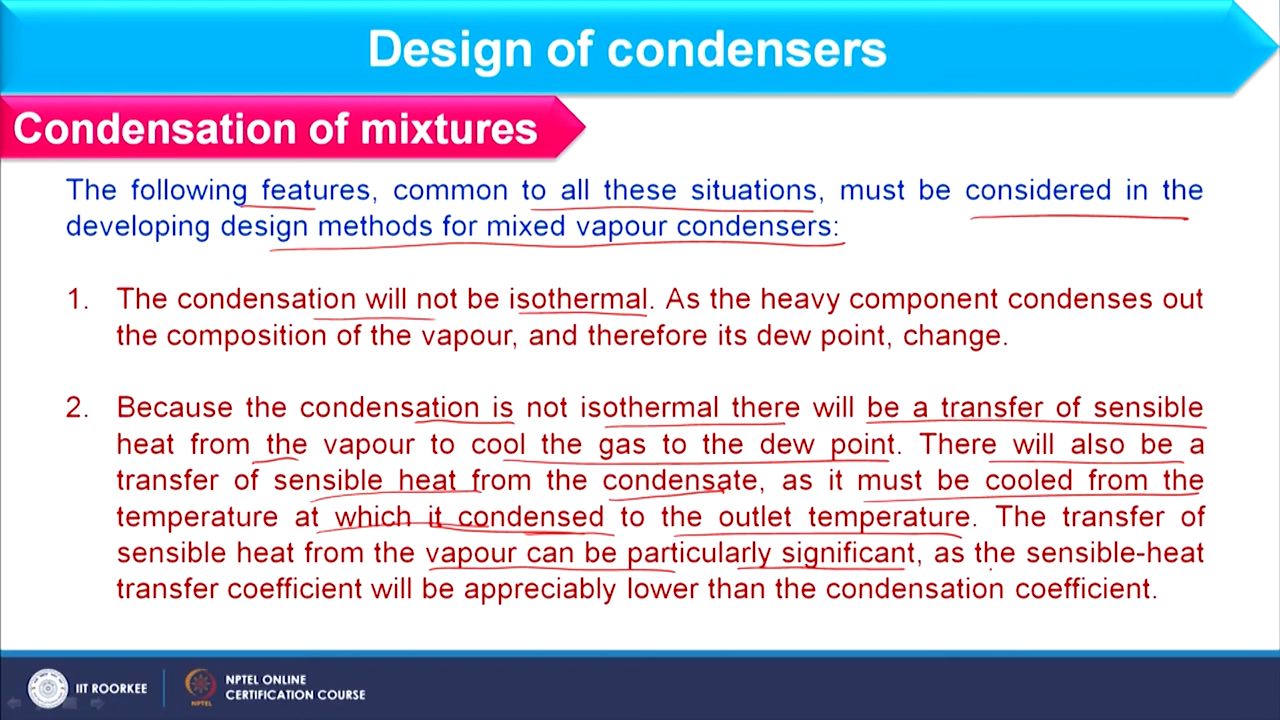 Design of condensers
Condensation of mixtures
The following features, common to all these situations, must be considered in the
developing design methods for mixed vapour condensers:
1. The condensation will not be isothermal. As the heavy component condenses out
the composition of the vapour, and therefore its dew point, change.
2. Because the condensation is not isothermal there will be a transfer of sensible
heat from the vapour to cool the gas to the dew point. There will also be a
transfer of sensible heat from the condensate, as it must be cooled from the
temperature at which it condensed to the outlet temperature. The transfer of
sensible heat from the vapour can be particularly significant, as the sensible-heat
transfer coefficient will be appreciably lower than the condensation coefficient.
IIT ROORKEE
NPTEL
NPTEL ONLINE
CERTIFICATION COURSE